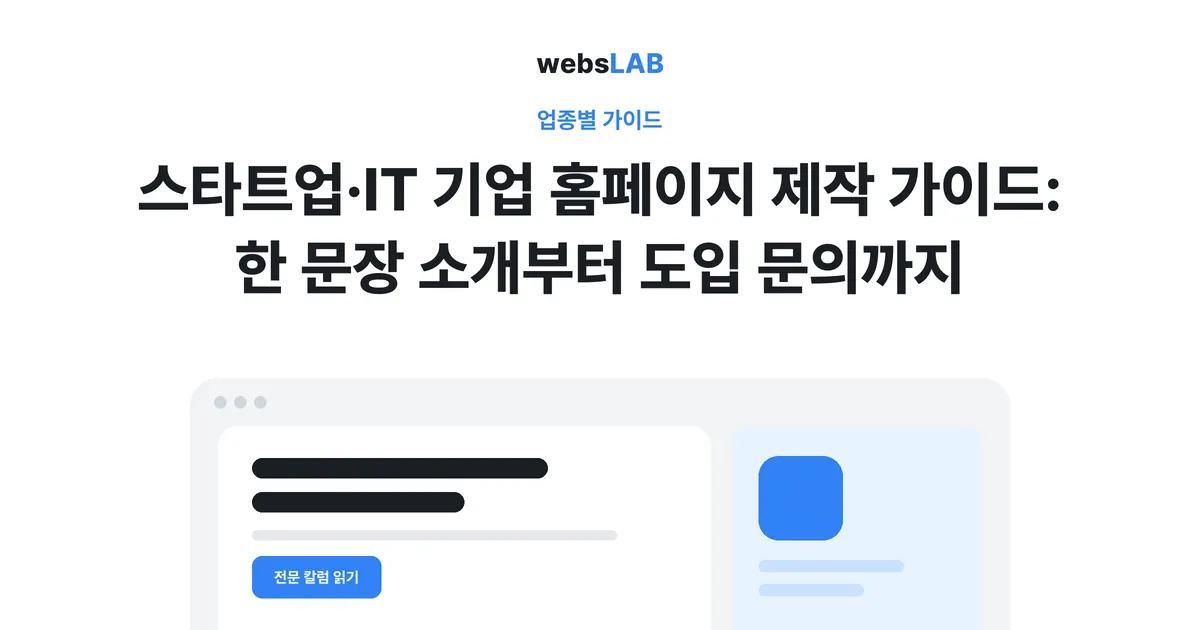 websLAB
업종별 가이드
스타트업·IT 기업 홈페이지 제작 가이드:
한 문장 소개부터 도입 문의까지
전문 칼럼 읽기